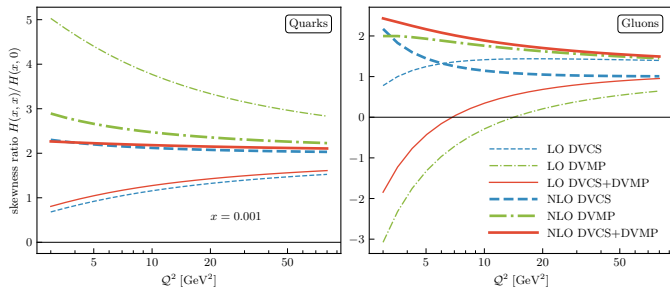 Quarks
skewness ratio H(x, x)/H(x, 0)
5
4
3
2
1
0
x = 0.001
5 10 20 50
Q² [GeV²]
Gluons
2
1
0
−1
−2
−3
LO DVCS
LO DVMP
LO DVCS+DVMP
NLO DVCS
NLO DVMP
NLO DVCS+DVMP
5 10 20 50
Q² [GeV²]